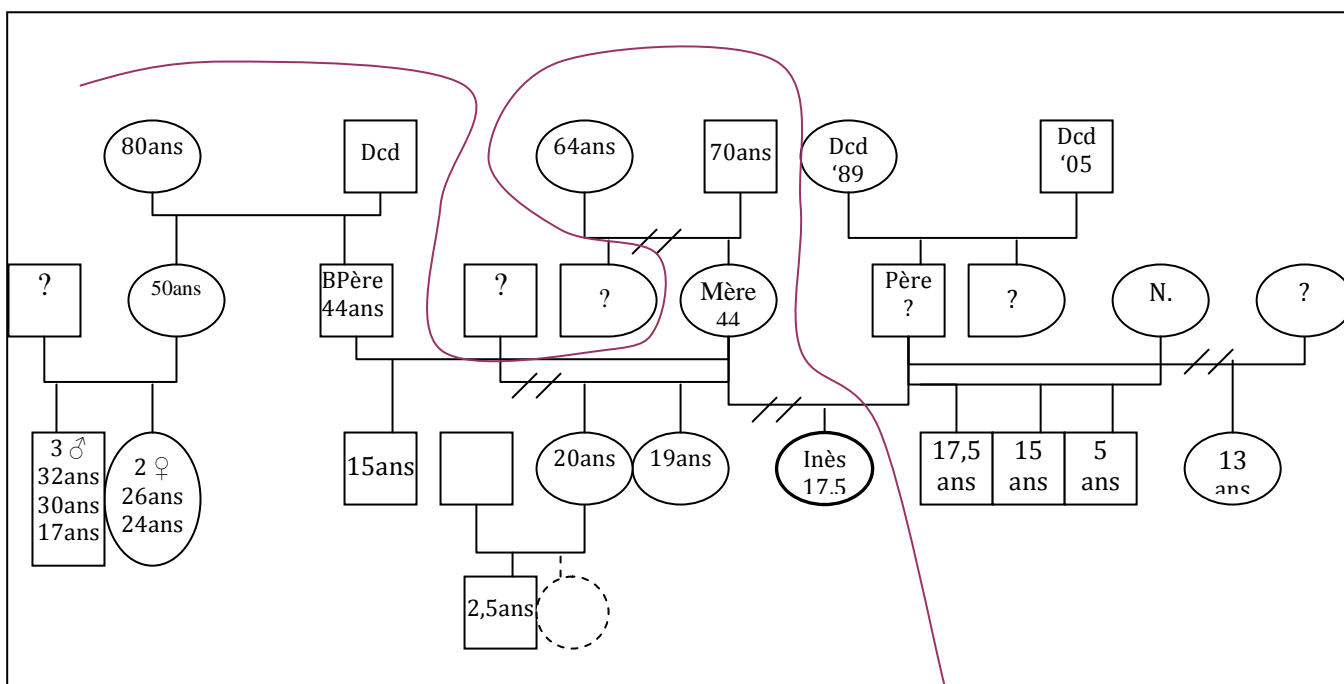 80ans
Dcd
64ans
70ans
Dcd
‘89
Dcd
‘05
?
50ans
BPère
44ans
?
?
Mère
44
Père
?
?
N.
?
3 ♂
32ans
30ans
17ans
2 ♀
26ans
24ans
15ans
20ans
19ans
Inès
17.5
17,5
ans
15
ans
5
ans
13
ans
2,5ans